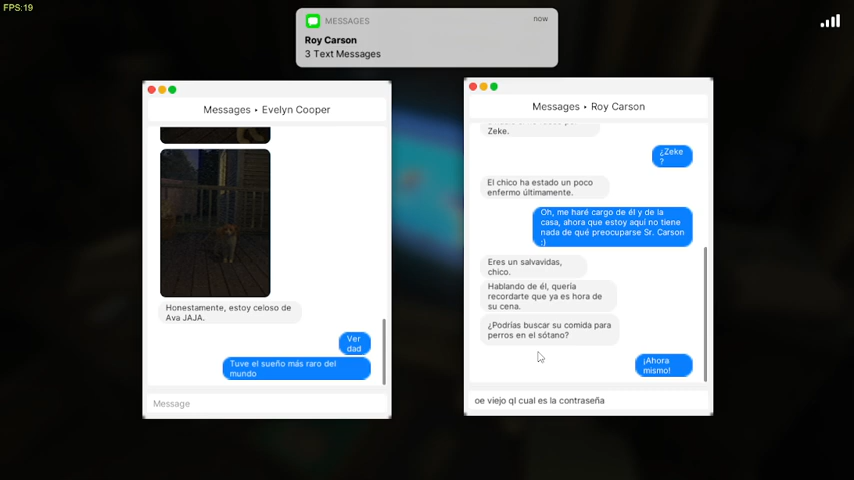 FPS:19
MESSAGES
now
Roy Carson
3 Text Messages
Messages ‣ Evelyn Cooper
Honestamente, estoy celoso de
Ava JAJA.
Ver
dad
Tuve el sueño más raro del
mundo
Message
Messages ‣ Roy Carson
Zeke.
¿Zeke
?
El chico ha estado un poco
enfermo últimamente.
Oh, me haré cargo de él y de la
casa, ahora que estoy aquí no tiene
nada de qué preocuparse Sr. Carson
:)
Eres un salvavidas,
chico.
Hablando de él, quería
recordarte que ya es hora de
su cena.
¿Podrías buscar su comida para
perros en el sótano?
¡Ahora
mismo!
oe viejo ql cual es la contraseña